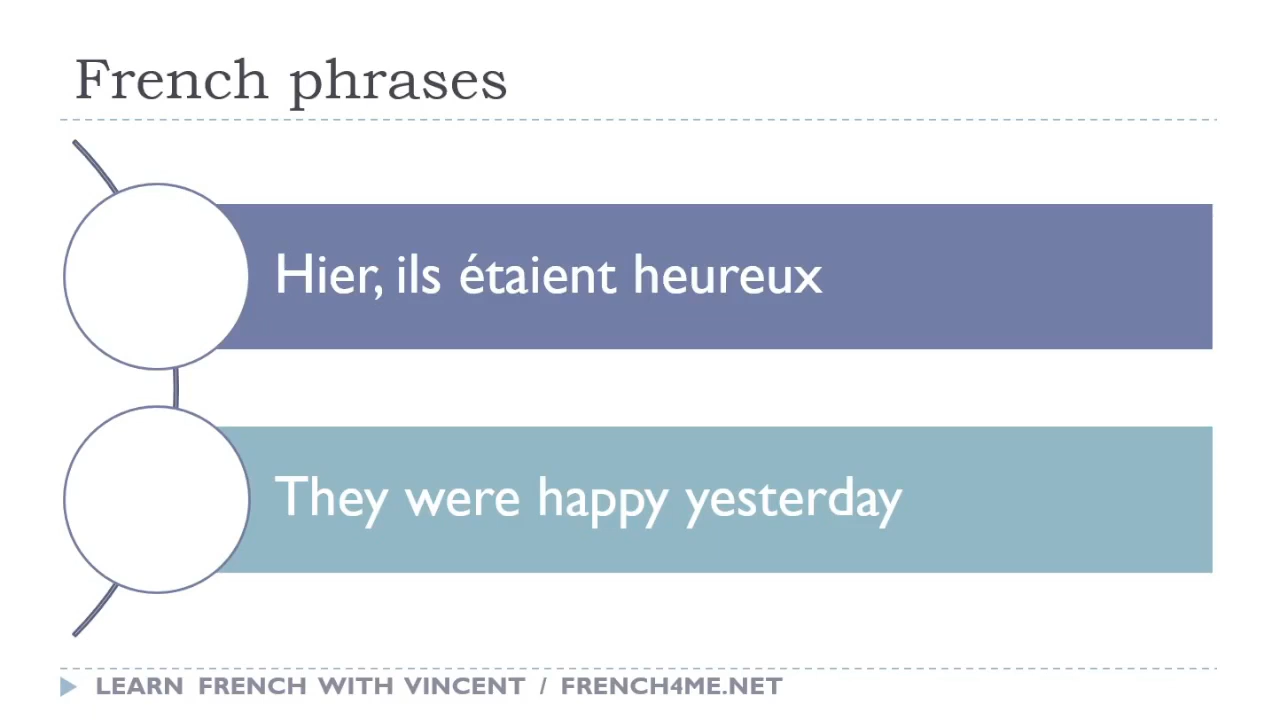 French phrases
Hier, ils étaient heureux
They were happy yesterday
LEARN FRENCH WITH VINCENT / FRENCH4ME.NET